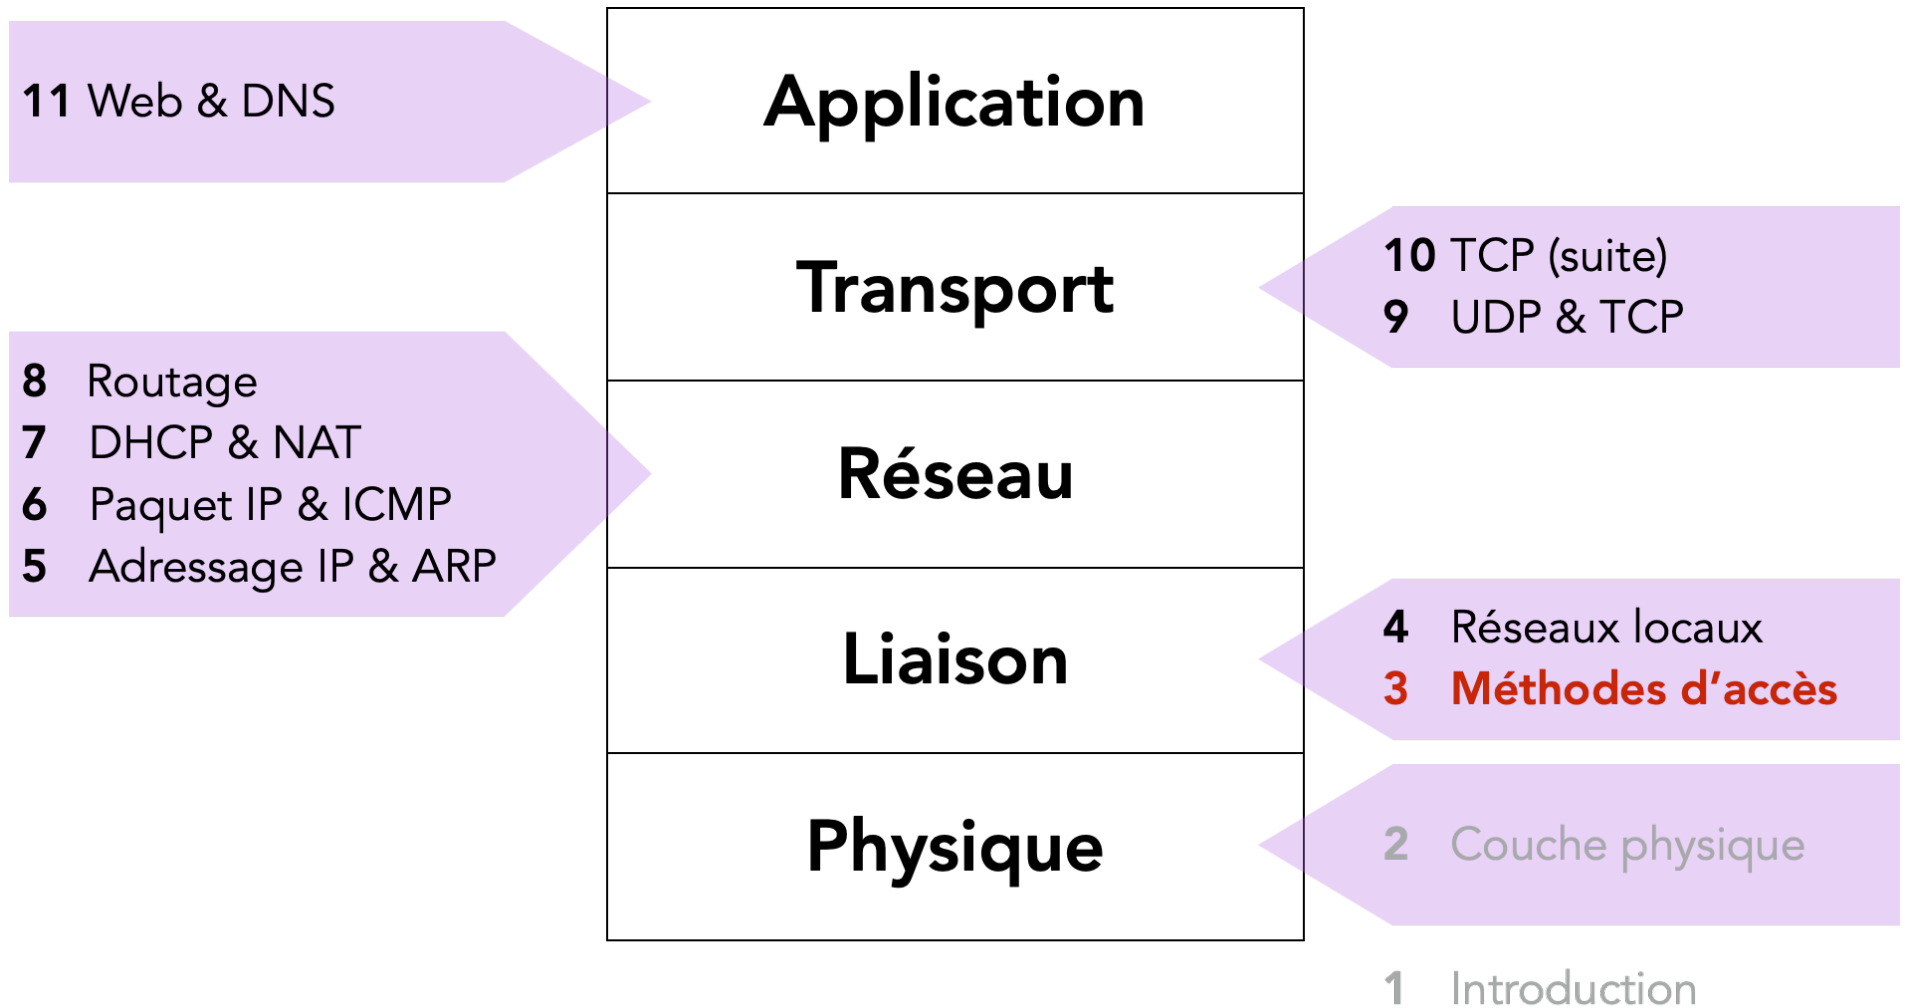 11 Web & DNS
Application
Transport
10 TCP (suite)
9 UDP & TCP
8 Routage
7 DHCP & NAT
6 Paquet IP & ICMP
5 Adressage IP & ARP
Réseau
Liaison
4 Réseaux locaux
3 Méthodes d’accès
Physique
2 Couche physique
1 Introduction